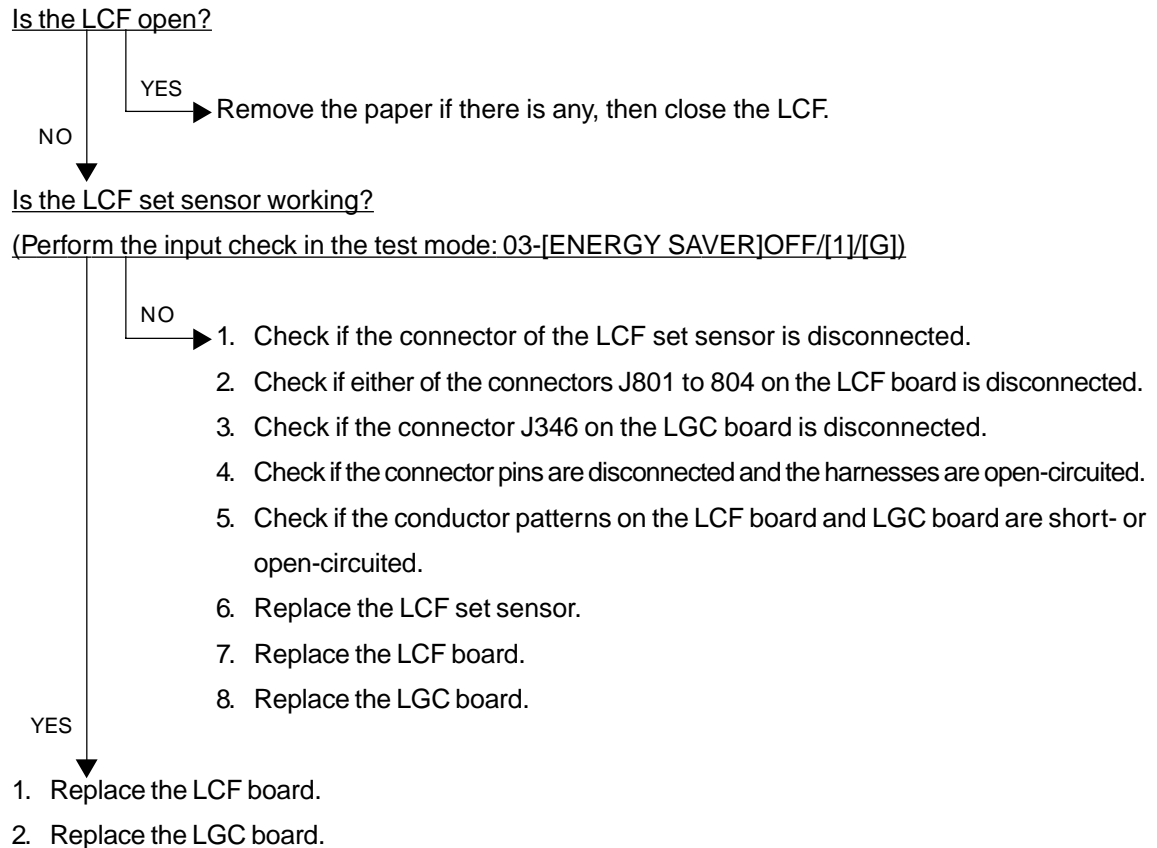 Is the LCF open?
YES
Remove the paper if there is any, then close the LCF.
NO
Is the LCF set sensor working?
(Perform the input check in the test mode: 03-[ENERGY SAVER]OFF/[1]/[G])
NO
1. Check if the connector of the LCF set sensor is disconnected.
2. Check if either of the connectors J801 to 804 on the LCF board is disconnected.
3. Check if the connector J346 on the LGC board is disconnected.
4. Check if the connector pins are disconnected and the harnesses are open-circuited.
5. Check if the conductor patterns on the LCF board and LGC board are short- or
open-circuited.
6. Replace the LCF set sensor.
7. Replace the LCF board.
8. Replace the LGC board.
YES
1. Replace the LCF board.
2. Replace the LGC board.